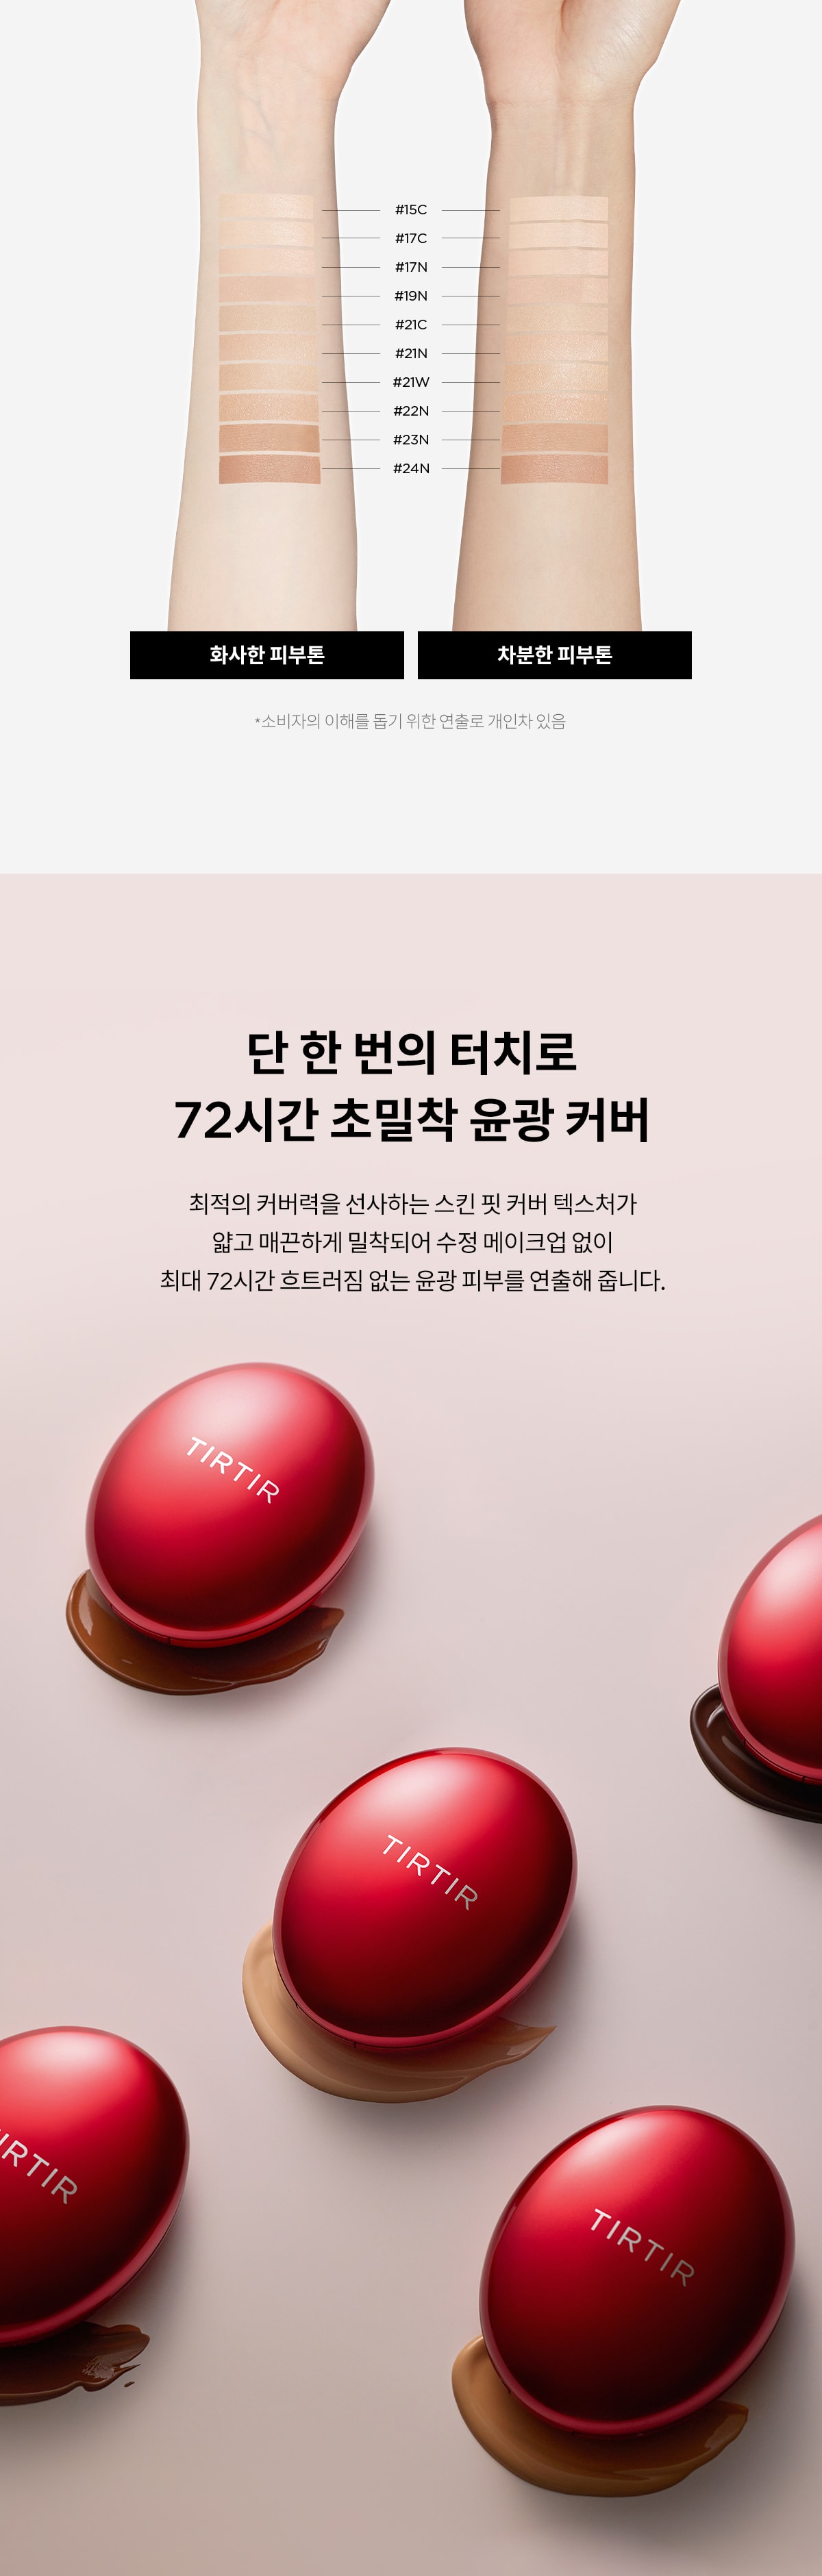 #15C
#17C
#17N
#19N
#21C
#21N
#21W
#22N
#23N
#24N
화사한 피부톤
차분한 피부톤
*소비자의 이해를 돕기 위한 연출로 개인차 있음
단 한 번의 터치로
72시간 초밀착 윤광 커버
최적의 커버력을 선사하는 스킨 핏 커버 텍스처가
얇고 매끈하게 밀착되어 수정 메이크업 없이
최대 72시간 흐트러짐 없는 윤광 피부를 연출해 줍니다.
TIRTIR
TIRTIR
IRTIR
TIRTIR